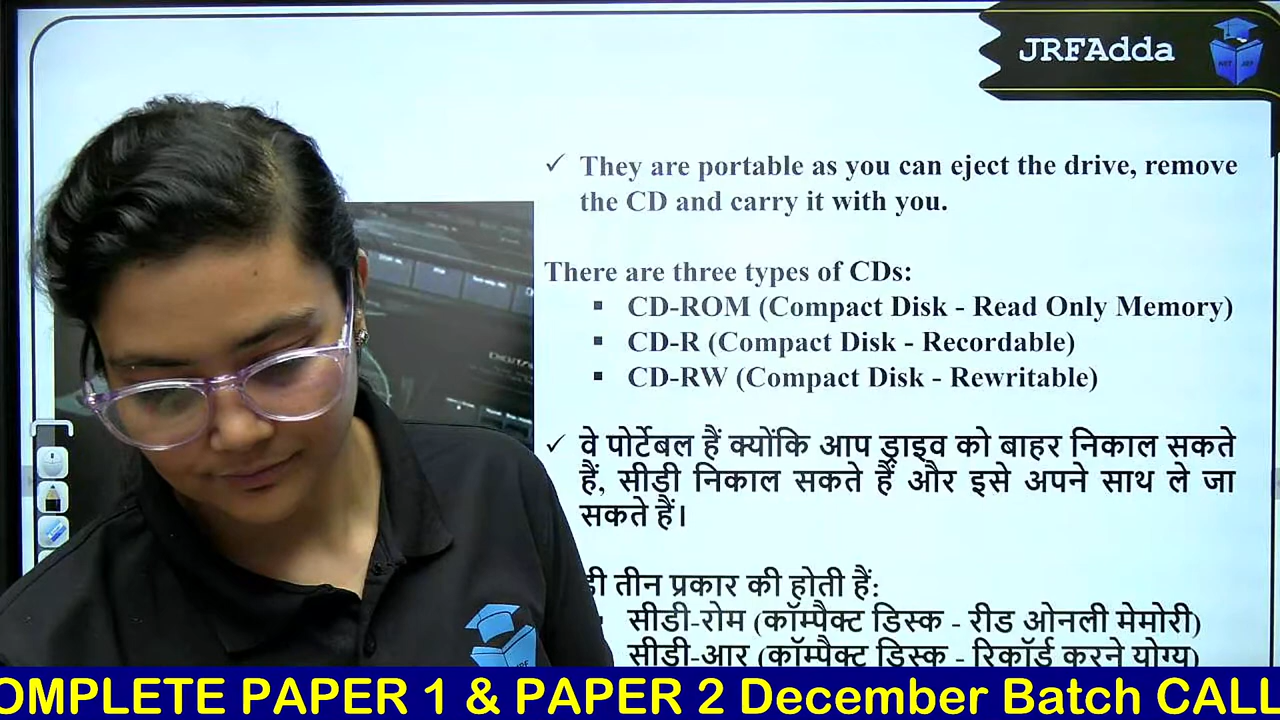 JRFAdda
NET JRF
✓ They are portable as you can eject the drive, remove
the CD and carry it with you.
There are three types of CDs:
▪ CD-ROM (Compact Disk - Read Only Memory)
▪ CD-R (Compact Disk - Recordable)
▪ CD-RW (Compact Disk - Rewritable)
✓ वे पोर्टेबल हैं क्योंकि आप ड्राइव को बाहर निकाल सकते
हैं, सीडी निकाल सकते हैं और इसे अपने साथ ले जा
सकते हैं।
तीन प्रकार की होती हैं:
सीडी-रोम (कॉम्पैक्ट डिस्क - रीड ओनली मेमोरी)
सीडी-आर (कॉम्पैक्ट डिस्क - रिकॉर्ड करने योग्य)
OMPLETE PAPER 1 & PAPER 2 December Batch CALL